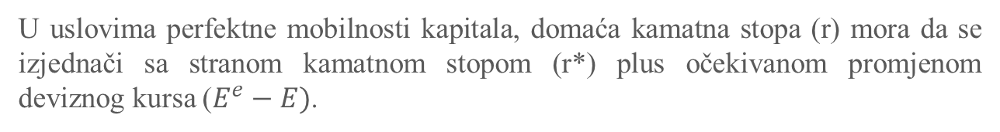 U uslovima perfektne mobilnosti kapitala, domaća kamatna stopa (r) mora da se
izjednači sa stranom kamatnom stopom (r*) plus očekivanom promjenom
deviznog kursa (Eᵉ − E).